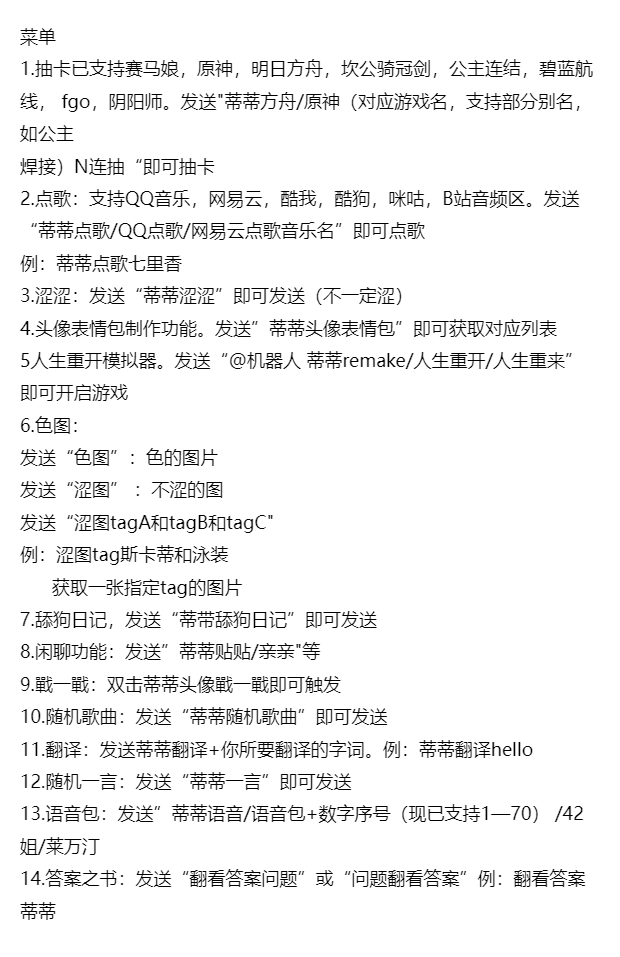 菜单
1.抽卡已支持赛马娘，原神，明日方舟，坎公骑冠剑，公主连结，碧蓝航
线， fgo，阴阳师。发送"蒂蒂方舟/原神（对应游戏名，支持部分别名，
如公主
焊接）N连抽“即可抽卡
2.点歌：支持QQ音乐，网易云，酷我，酷狗，咪咕，B站音频区。发送
“蒂蒂点歌/QQ点歌/网易云点歌音乐名”即可点歌
例：蒂蒂点歌七里香
3.涩涩：发送“蒂蒂涩涩”即可发送（不一定涩）
4.头像表情包制作功能。发送”蒂蒂头像表情包”即可获取对应列表
5人生重开模拟器。发送“@机器人 蒂蒂remake/人生重开/人生重来”
即可开启游戏
6.色图：
发送“色图”：色的图片
发送“涩图” ：不涩的图
发送“涩图tagA和tagB和tagC"
例：涩图tag斯卡蒂和泳装
获取一张指定tag的图片
7.舔狗日记，发送“蒂带舔狗日记”即可发送
8.闲聊功能：发送”蒂蒂贴贴/亲亲"等
9.戰一戰：双击蒂蒂头像戰一戰即可触发
10.随机歌曲：发送“蒂蒂随机歌曲”即可发送
11.翻译：发送蒂蒂翻译+你所要翻译的字词。例：蒂蒂翻译hello
12.随机一言：发送“蒂蒂一言”即可发送
13.语音包：发送”蒂蒂语音/语音包+数字序号（现已支持1—70） /42
姐/莱万汀
14.答案之书：发送“翻看答案问题”或“问题翻看答案”例：翻看答案
蒂蒂